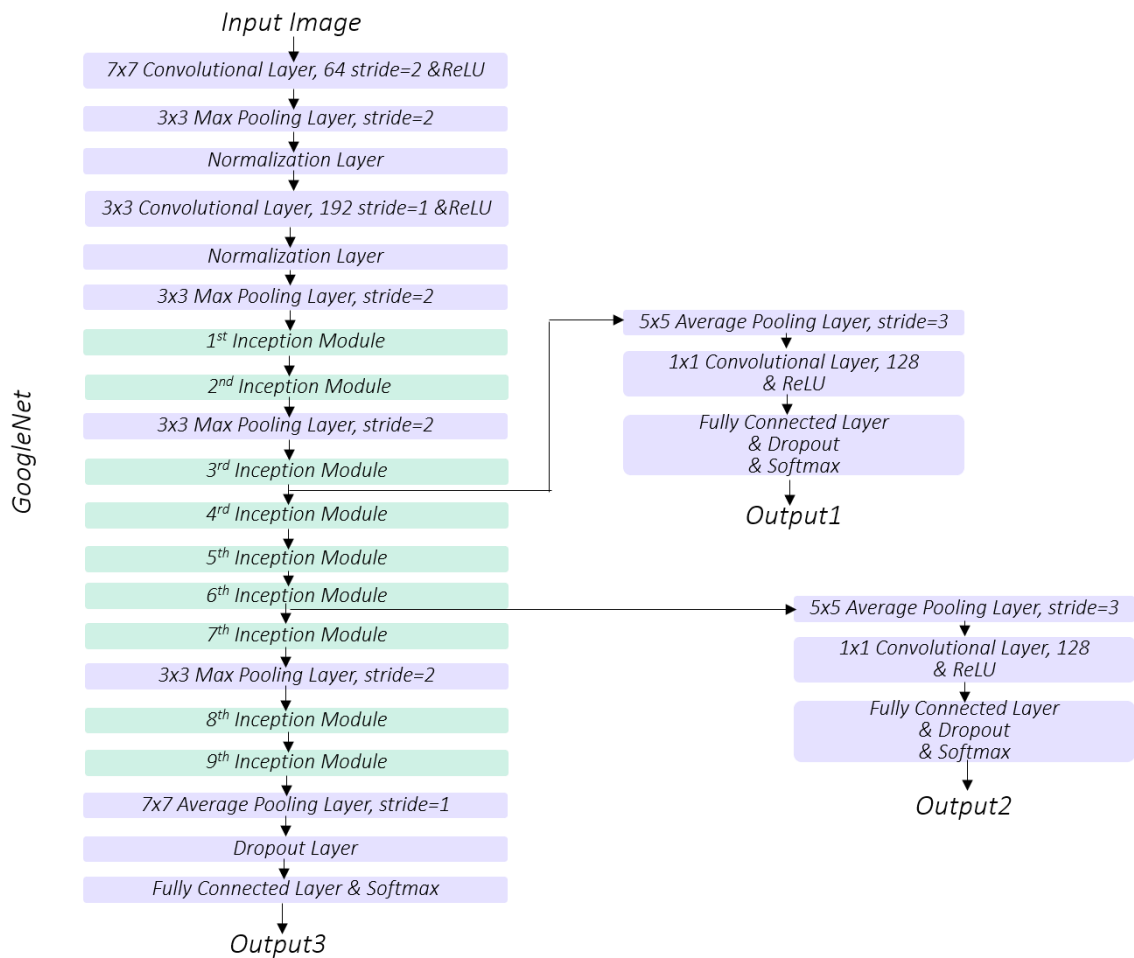 Input Image
7x7 Convolutional Layer, 64 stride=2 &ReLU
3x3 Max Pooling Layer, stride=2
Normalization Layer
3x3 Convolutional Layer, 192 stride=1 &ReLU
Normalization Layer
3x3 Max Pooling Layer, stride=2
1st Inception Module
2nd Inception Module
3x3 Max Pooling Layer, stride=2
3rd Inception Module
4rd Inception Module
5th Inception Module
6th Inception Module
7th Inception Module
3x3 Max Pooling Layer, stride=2
8th Inception Module
9th Inception Module
7x7 Average Pooling Layer, stride=1
Dropout Layer
Fully Connected Layer & Softmax
Output3
GoogleNet
5x5 Average Pooling Layer, stride=3
1x1 Convolutional Layer, 128
& ReLU
Fully Connected Layer
& Dropout
& Softmax
Output1
5x5 Average Pooling Layer, stride=3
1x1 Convolutional Layer, 128
& ReLU
Fully Connected Layer
& Dropout
& Softmax
Output2